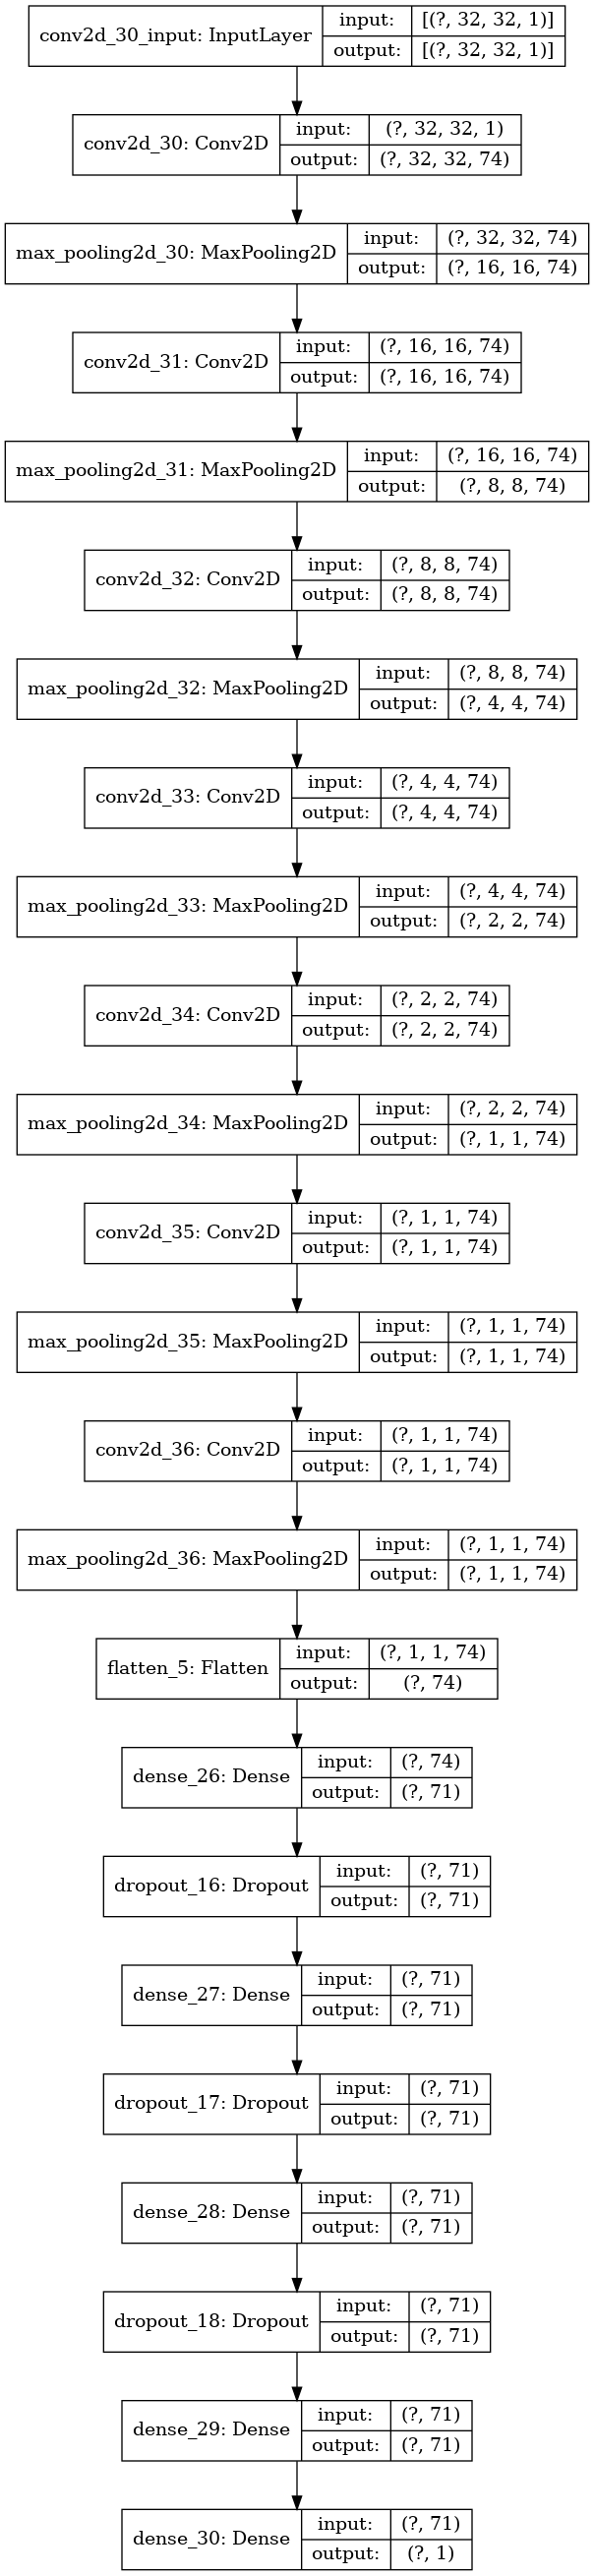 conv2d_30_input: InputLayer
input: [(?, 32, 32, 1)]
output: [(?, 32, 32, 1)]
conv2d_30: Conv2D
input: (?, 32, 32, 1)
output: (?, 32, 32, 74)
max_pooling2d_30: MaxPooling2D
input: (?, 32, 32, 74)
output: (?, 16, 16, 74)
conv2d_31: Conv2D
input: (?, 16, 16, 74)
output: (?, 16, 16, 74)
max_pooling2d_31: MaxPooling2D
input: (?, 16, 16, 74)
output: (?, 8, 8, 74)
conv2d_32: Conv2D
input: (?, 8, 8, 74)
output: (?, 8, 8, 74)
max_pooling2d_32: MaxPooling2D
input: (?, 8, 8, 74)
output: (?, 4, 4, 74)
conv2d_33: Conv2D
input: (?, 4, 4, 74)
output: (?, 4, 4, 74)
max_pooling2d_33: MaxPooling2D
input: (?, 4, 4, 74)
output: (?, 2, 2, 74)
conv2d_34: Conv2D
input: (?, 2, 2, 74)
output: (?, 2, 2, 74)
max_pooling2d_34: MaxPooling2D
input: (?, 2, 2, 74)
output: (?, 1, 1, 74)
conv2d_35: Conv2D
input: (?, 1, 1, 74)
output: (?, 1, 1, 74)
max_pooling2d_35: MaxPooling2D
input: (?, 1, 1, 74)
output: (?, 1, 1, 74)
conv2d_36: Conv2D
input: (?, 1, 1, 74)
output: (?, 1, 1, 74)
max_pooling2d_36: MaxPooling2D
input: (?, 1, 1, 74)
output: (?, 1, 1, 74)
flatten_5: Flatten
input: (?, 1, 1, 74)
output: (?, 74)
dense_26: Dense
input: (?, 74)
output: (?, 71)
dropout_16: Dropout
input: (?, 71)
output: (?, 71)
dense_27: Dense
input: (?, 71)
output: (?, 71)
dropout_17: Dropout
input: (?, 71)
output: (?, 71)
dense_28: Dense
input: (?, 71)
output: (?, 71)
dropout_18: Dropout
input: (?, 71)
output: (?, 71)
dense_29: Dense
input: (?, 71)
output: (?, 71)
dense_30: Dense
input: (?, 71)
output: (?, 1)